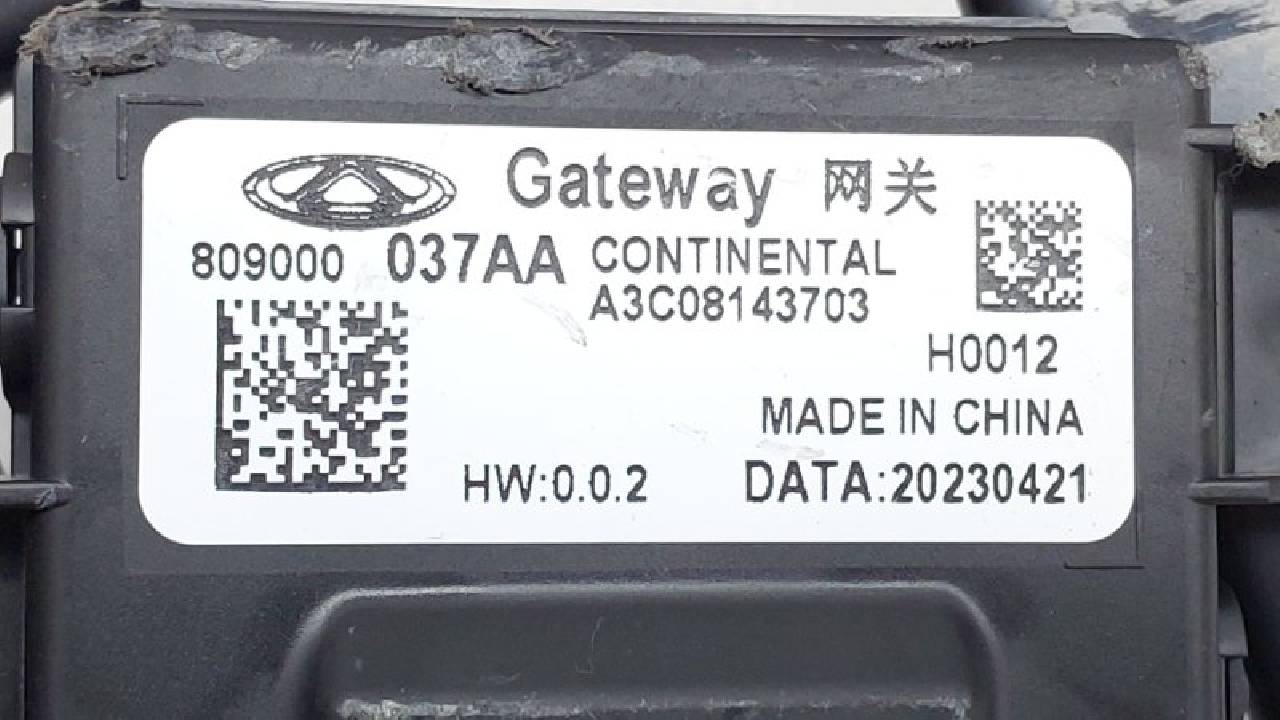 Gateway 网关
809000 037AA CONTINENTAL
A3C08143703
H0012
MADE IN CHINA
HW:0.0.2 DATA:20230421